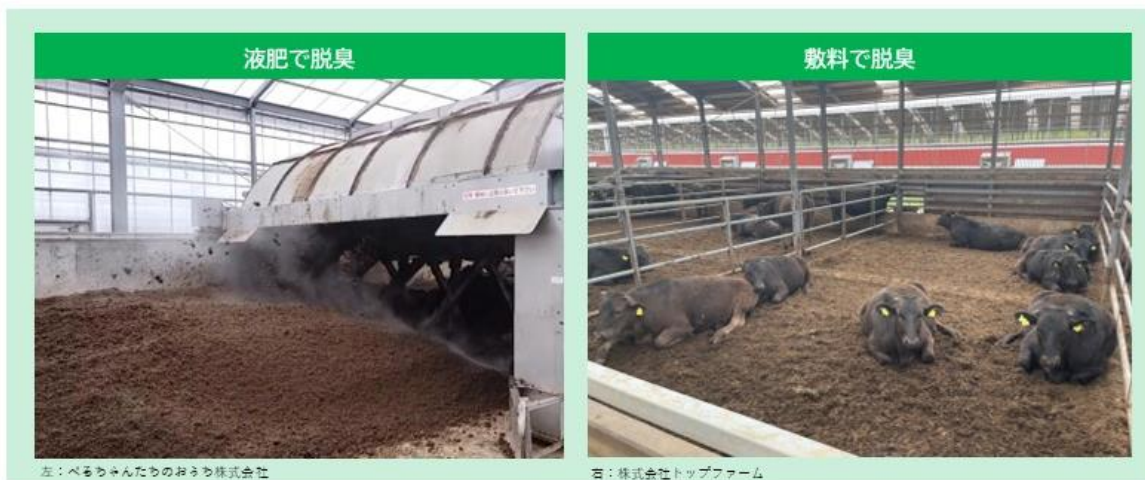 液肥で脱臭
敷料で脱臭
左：べるちゃんたちのおうち株式会社
右：株式会社トップファーム